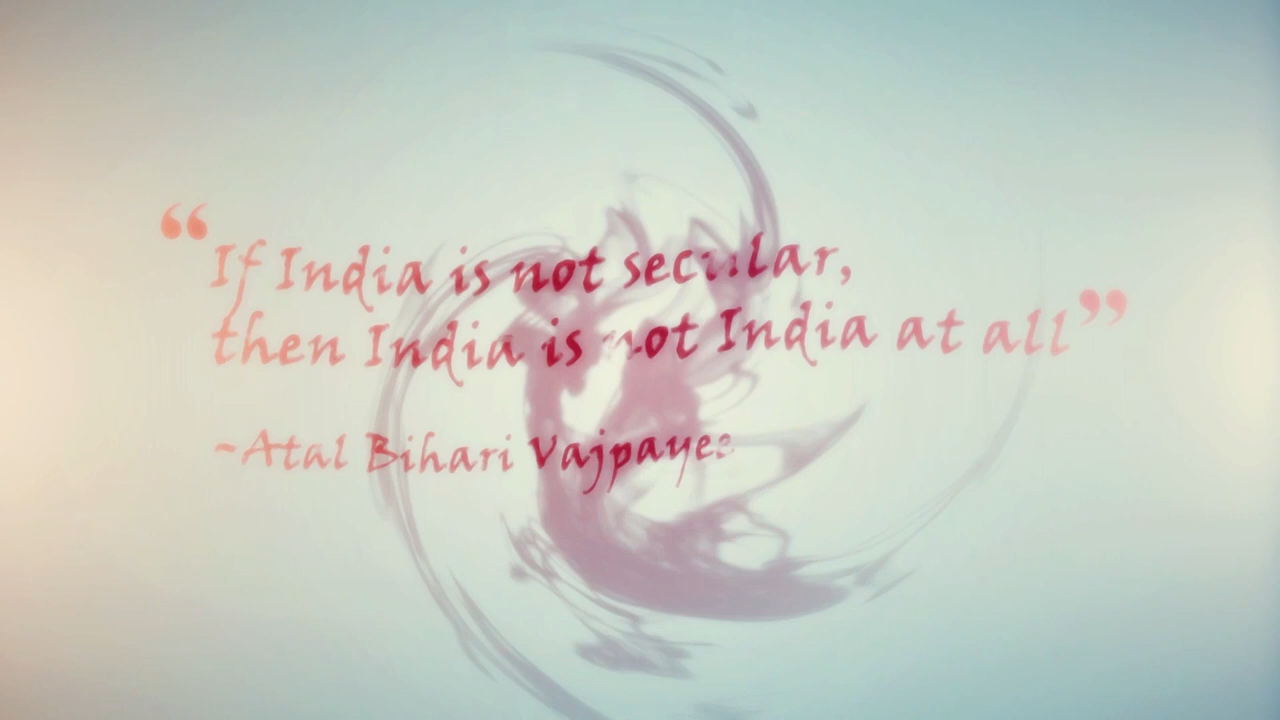 “If India is not secular,
then India is not India at all”
~Atal Bihari Vajpayee